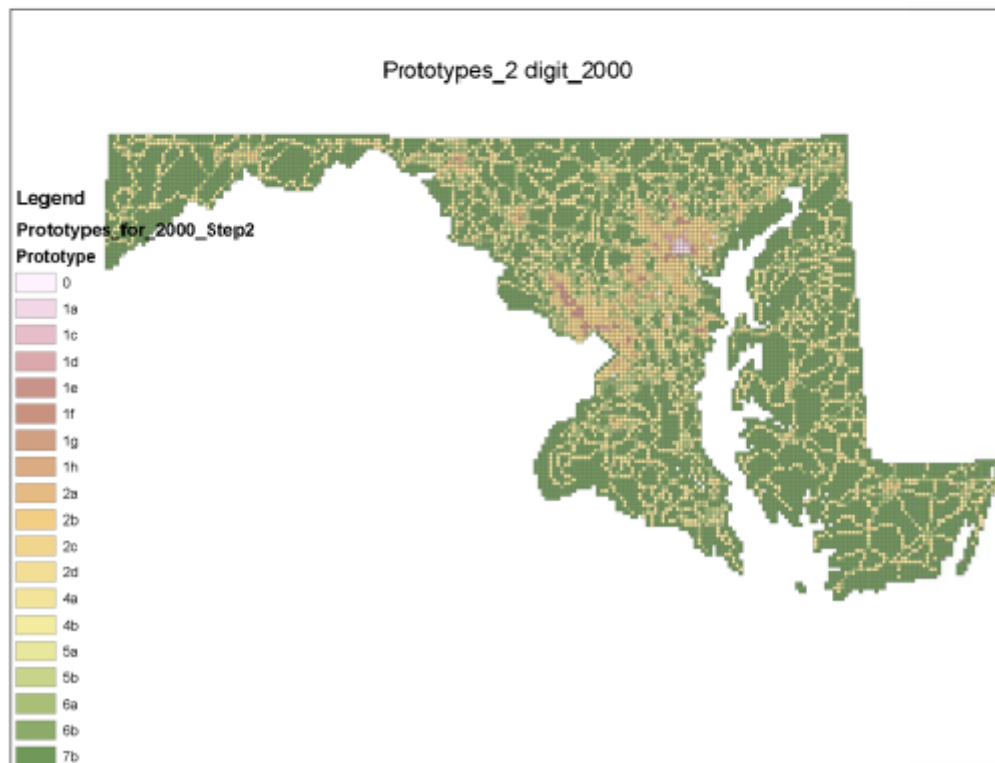 Prototypes_2 digit_2000
Legend
Prototypes_for_2000_Step2
Prototype
0
1a
1c
1d
1e
1f
1g
1h
2a
2b
2c
2d
4a
4b
5a
5b
6a
6b
7b